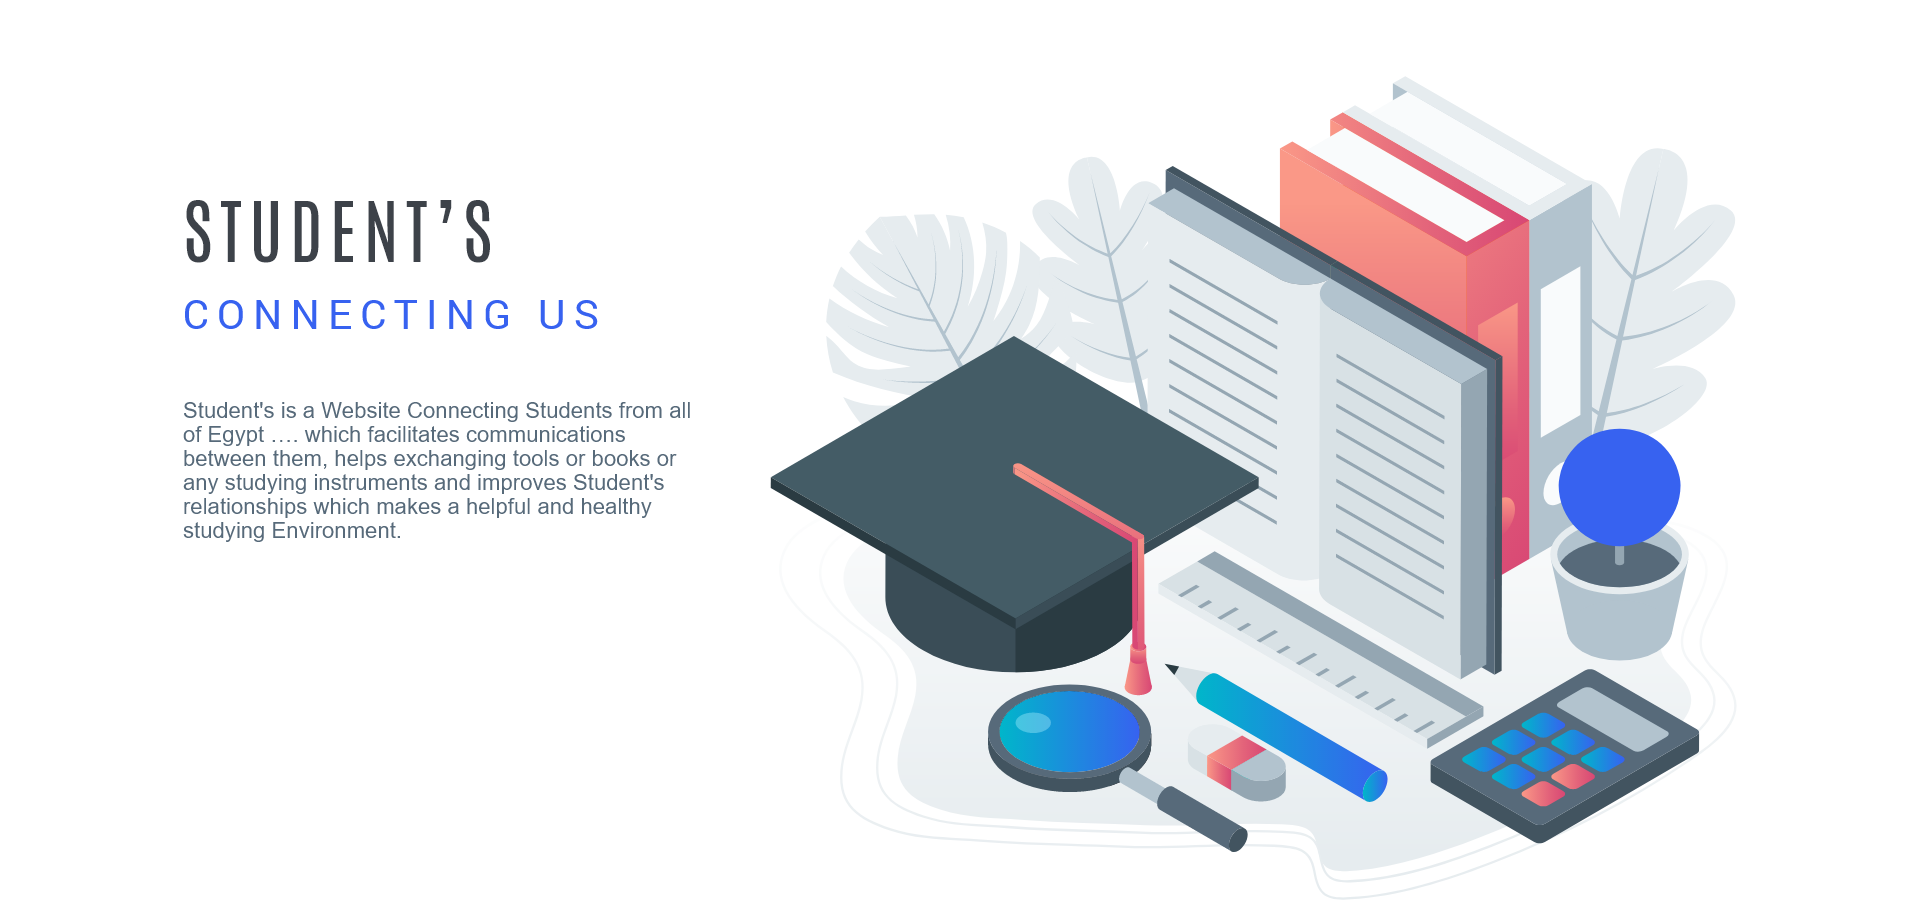 STUDENT’S
CONNECTING US
Student's is a Website Connecting Students from all
of Egypt .... which facilitates communications
between them, helps exchanging tools or books or
any studying instruments and improves Student's
relationships which makes a helpful and healthy
studying Environment.